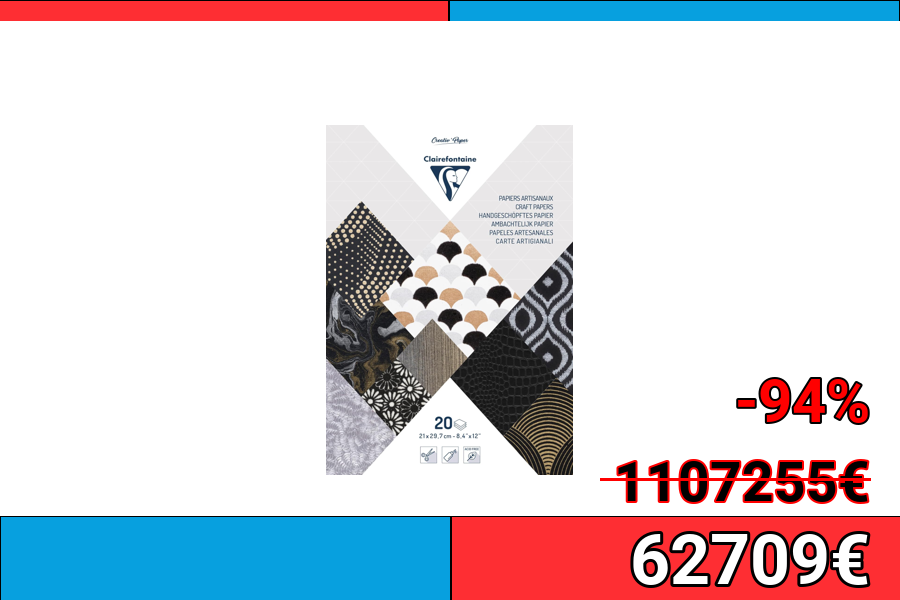 Creativ'Paper
Clairefontaine
PAPIERS ARTISANAUX
CRAFT PAPERS
HANDGESCHÖPFTES PAPIER
AMBACHTELIJK PAPIER
PAPELES ARTESANALES
CARTE ARTIGIANALI
20
21 x 29,7 cm - 8,4" x 12"
-94%
1107255€
62709€